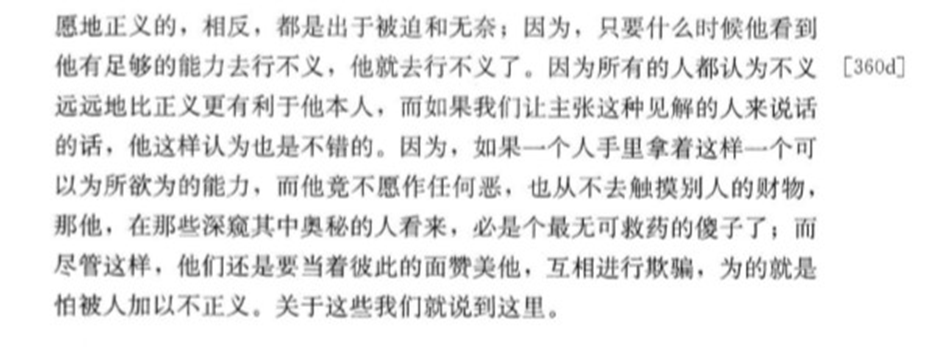 愿地正义的，相反，都是出于被迫和无奈；因为，只要什么时候他看到
他有足够的能力去行不义，他就去行不义了。因为所有的人都认为不义 [360d]
远远地比正义更有利于他本人，而如果我们让主张这种见解的人来说话
的话，他这样认为也是不错的。因为，如果一个人手里拿着这样一个可
以为所欲为的能力，而他竟不愿作任何恶，也从不去触摸别人的财物，
那他，在那些深窥其中奥秘的人看来，必是个最无可救药的傻子了；而
尽管这样，他们还是要当着彼此的面赞美他，互相进行欺骗，为的就是
怕被人加以不正义。关于这些我们就说到这里。